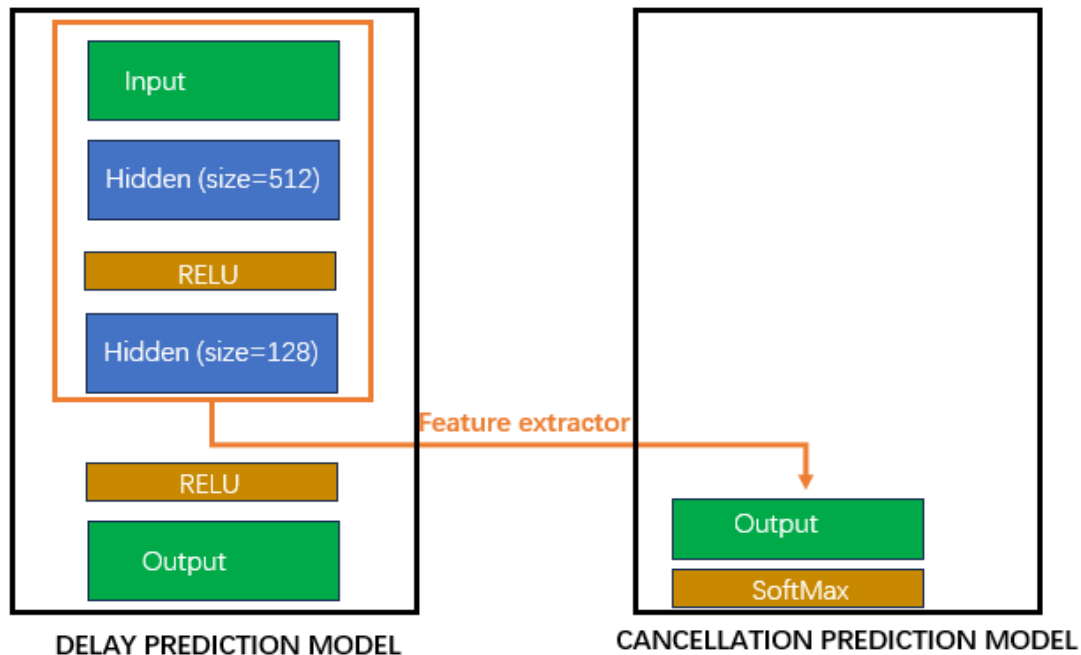 Input
Hidden (size=512)
RELU
Hidden (size=128)
Feature extractor
RELU
Output
Output
SoftMax
DELAY PREDICTION MODEL
CANCELLATION PREDICTION MODEL